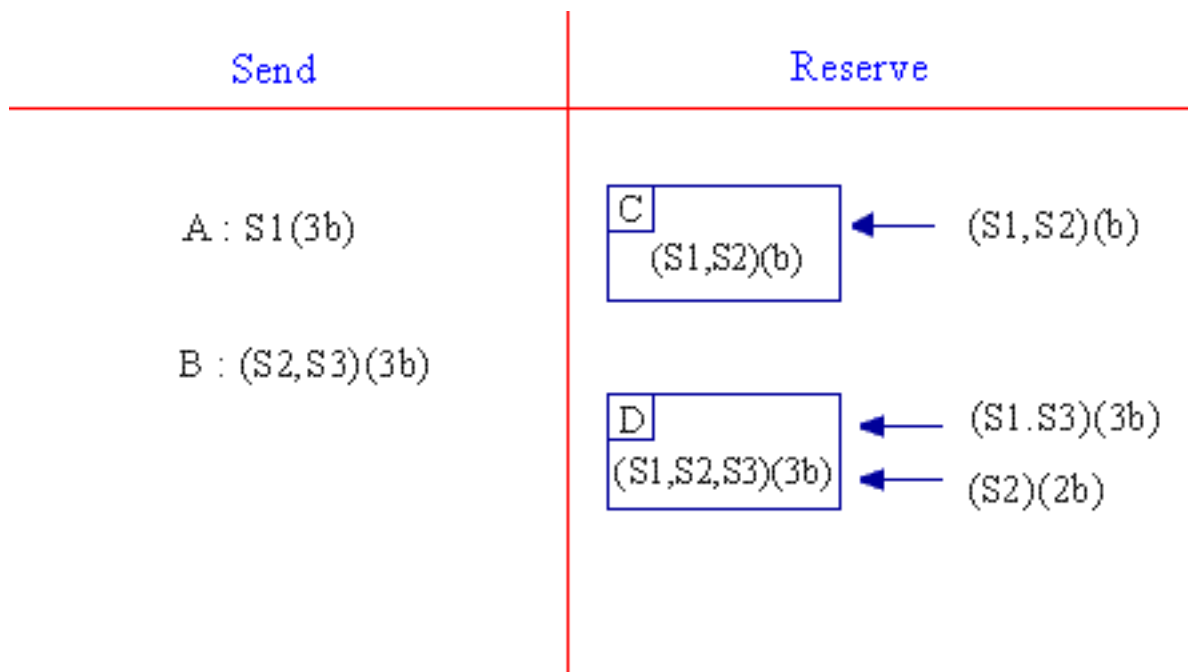 Send
Reserve
A : S1(3b)
B : (S2,S3)(3b)
C
(S1,S2)(b)
(S1,S2)(b)
D
(S1,S2,S3)(3b)
(S1.S3)(3b)
(S2)(2b)